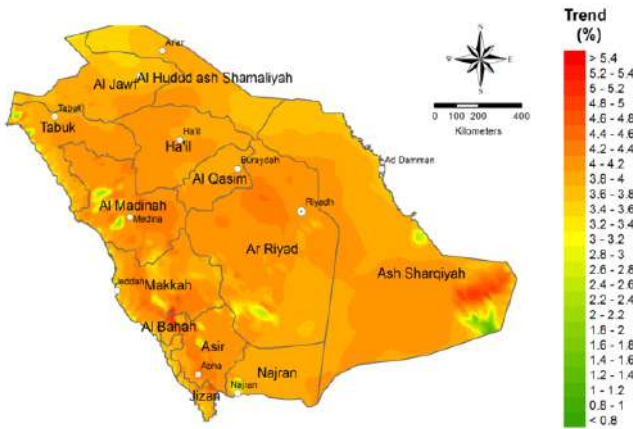 Trend
(%)
> 5.4
5.2 - 5.4
5 - 5.2
4.8 - 5
4.6 - 4.8
4.4 - 4.6
4.2 - 4.4
4 - 4.2
3.8 - 4
3.6 - 3.8
3.4 - 3.6
3.2 - 3.4
3 - 3.2
2.8 - 3
2.6 - 2.8
2.4 - 2.6
2.2 - 2.4
2 - 2.2
1.8 - 2
1.6 - 1.8
1.4 - 1.6
1.2 - 1.4
1 - 1.2
0.8 - 1
< 0.8
N
E
S
0 100 200 400
Kilometers
Arar
Al Jawf
Al Hudud ash Shamaliyah
Tabuk
Tabuk
Ha'il
Ha'il
Buraydah
Al Qasim
Ad Damman
Al Madinah
Medina
Riyadh
Ar Riyad
Ash Sharqiyah
Jeddah
Makkah
Al Bahah
Asir
Abha
Najran
Najran
Jizan